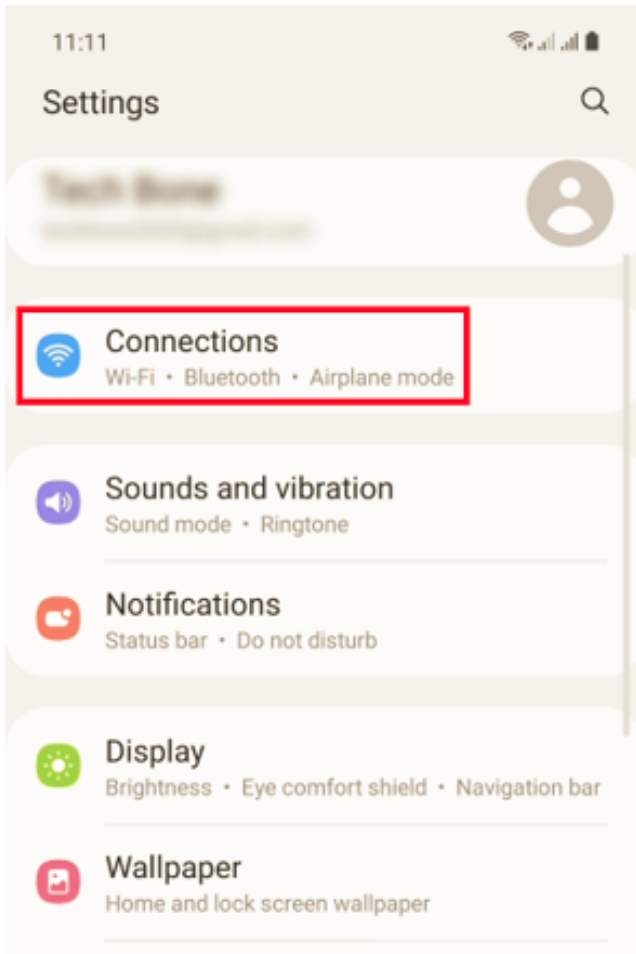 11:11
Settings
Connections
Wi-Fi • Bluetooth • Airplane mode
Sounds and vibration
Sound mode • Ringtone
Notifications
Status bar • Do not disturb
Display
Brightness • Eye comfort shield • Navigation bar
Wallpaper
Home and lock screen wallpaper